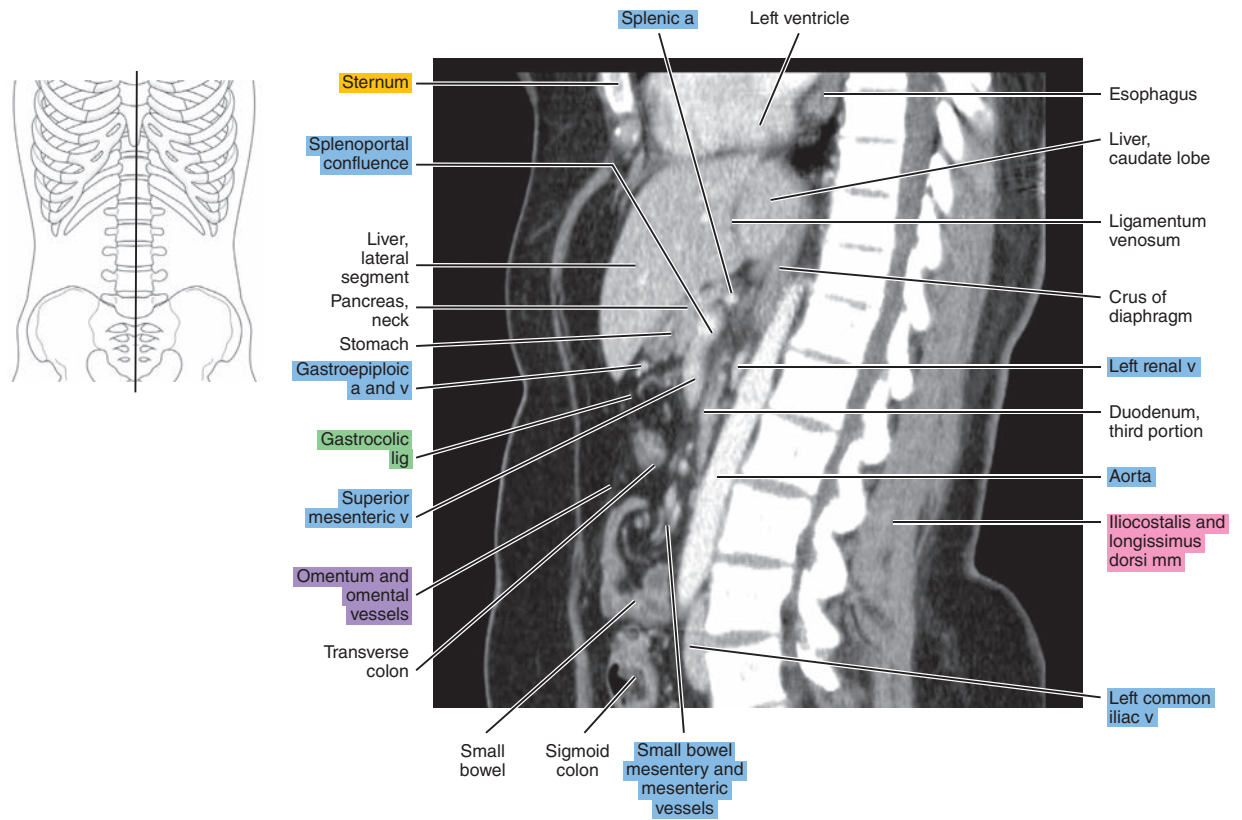 Splenic a
Left ventricle
Sternum
Splenoportal
confluence
Liver,
lateral
segment
Pancreas,
neck
Stomach
Gastroepiploic
a and v
Gastrocolic
lig
Superior
mesenteric v
Omentum and
omental
vessels
Transverse
colon
Small
bowel
Sigmoid
colon
Small bowel
mesentery and
mesenteric
vessels
Esophagus
Liver,
caudate lobe
Ligamentum
venosum
Crus of
diaphragm
Left renal v
Duodenum,
third portion
Aorta
Iliocostalis and
longissimus
dorsi mm
Left common
iliac v